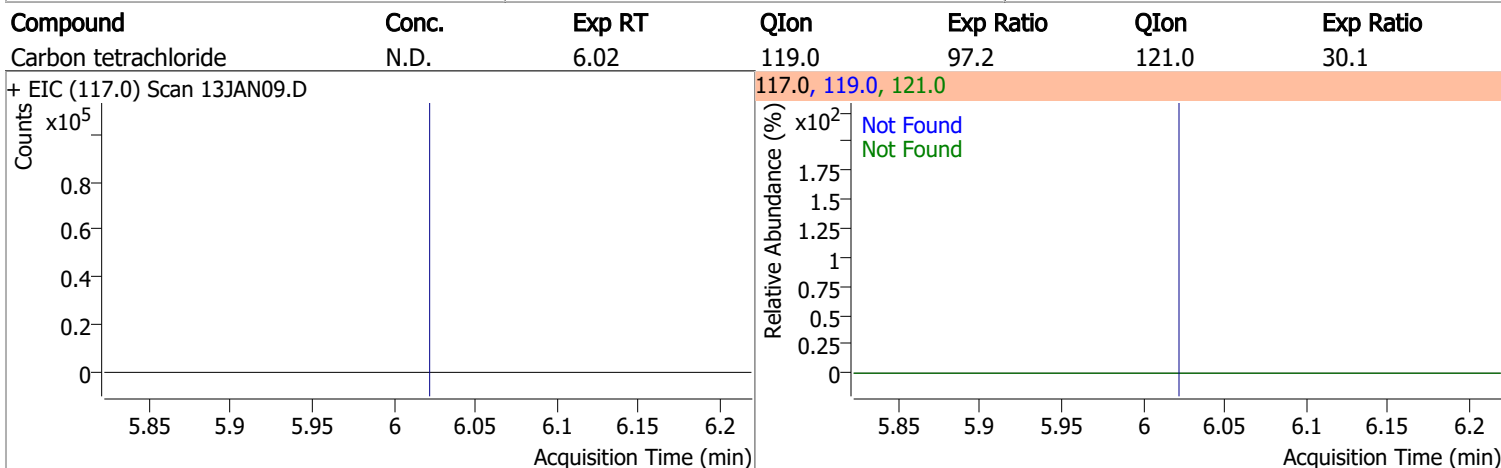 Compound Conc. Exp RT QIon Exp Ratio QIon Exp Ratio
Carbon tetrachloride N.D. 6.02 119.0 97.2 121.0 30.1
+ EIC (117.0) Scan 13JAN09.D
Counts
x10^5
0.8
0.6
0.4
0.2
0
5.85 5.9 5.95 6 6.05 6.1 6.15 6.2
Acquisition Time (min)
117.0, 119.0, 121.0
Relative Abundance (%)
x10^2
Not Found
Not Found
1.75
1.5
1.25
1
0.75
0.5
0.25
0
5.85 5.9 5.95 6 6.05 6.1 6.15 6.2
Acquisition Time (min)